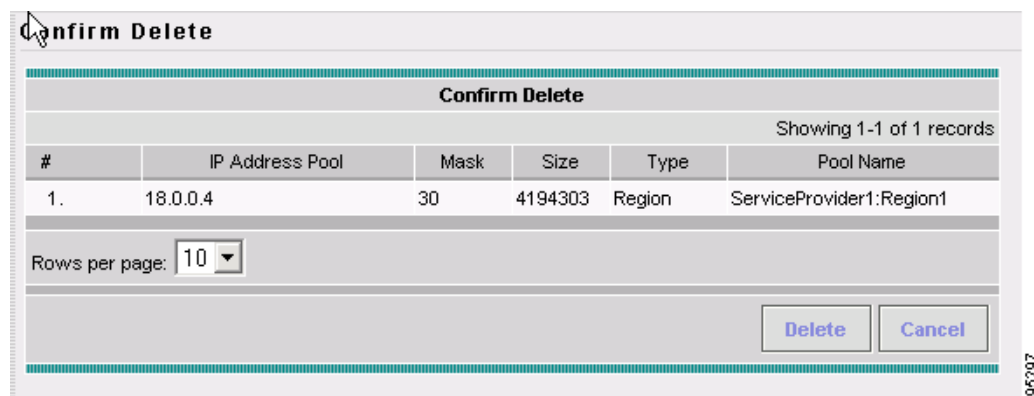 Confirm Delete
Confirm Delete
Showing 1-1 of 1 records
# IP Address Pool Mask Size Type Pool Name
1. 18.0.0.4 30 4194303 Region ServiceProvider1:Region1
Rows per page: 10
Delete Cancel
95297